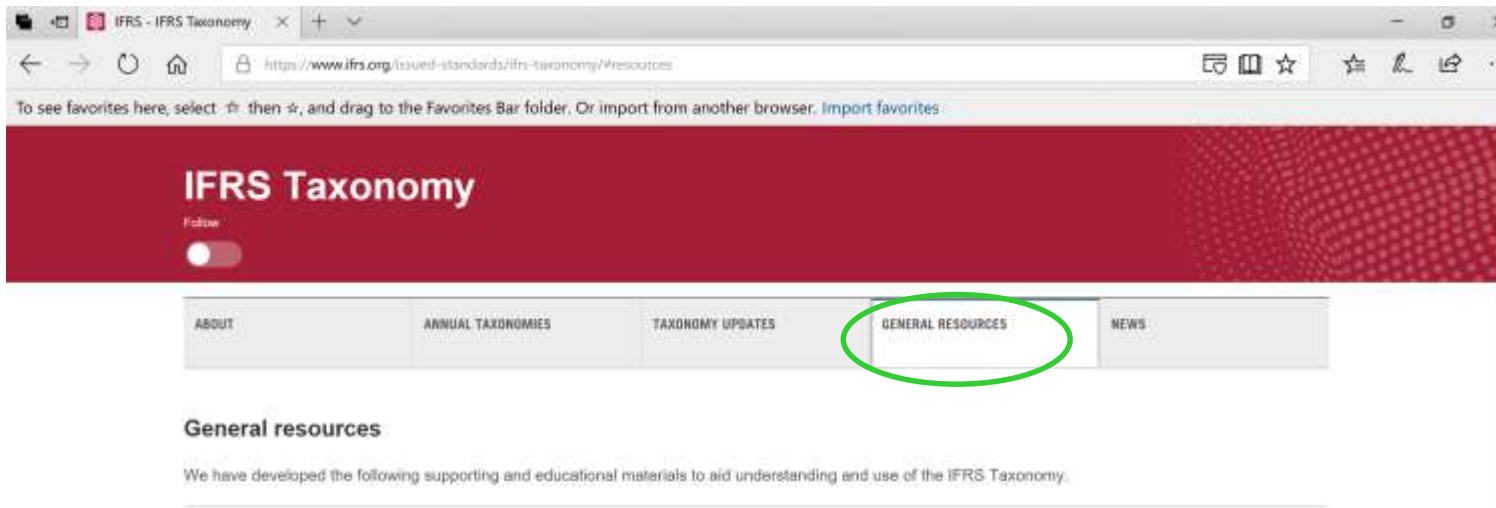 IFRS - IFRS Taxonomy
https://www.ifrs.org/issued-standards/ifrs-taxonomy/#resources
To see favorites here, select ☆ then ☆, and drag to the Favorites Bar folder. Or import from another browser. Import favorites
IFRS Taxonomy
Follow
ABOUT ANNUAL TAXONOMIES TAXONOMY UPDATES GENERAL RESOURCES NEWS
General resources
We have developed the following supporting and educational materials to aid understanding and use of the IFRS Taxonomy.